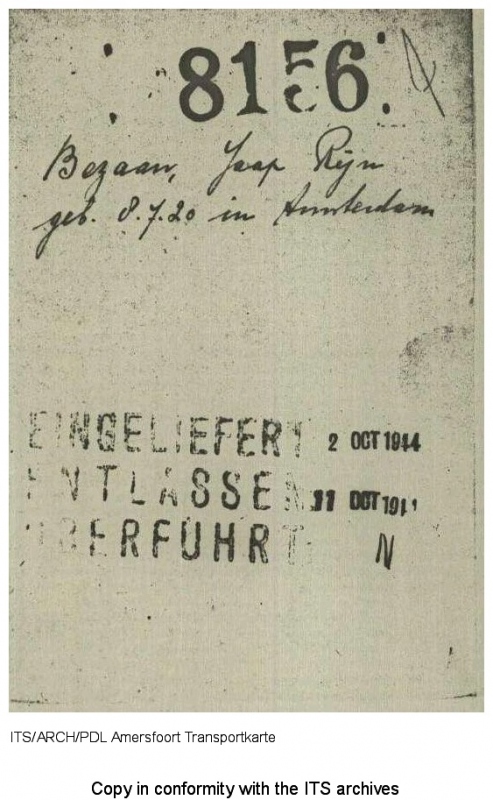 8156.
Bezaan, Jaap Rijn
geb. 8.7.20 in Amsterdam
EINGELIEFERT 2 OCT 1944
ENTLASSEN 11 OCT 1944
ÜBERFÜHRT N
ITS/ARCH/PDL Amersfoort Transportkarte
Copy in conformity with the ITS archives